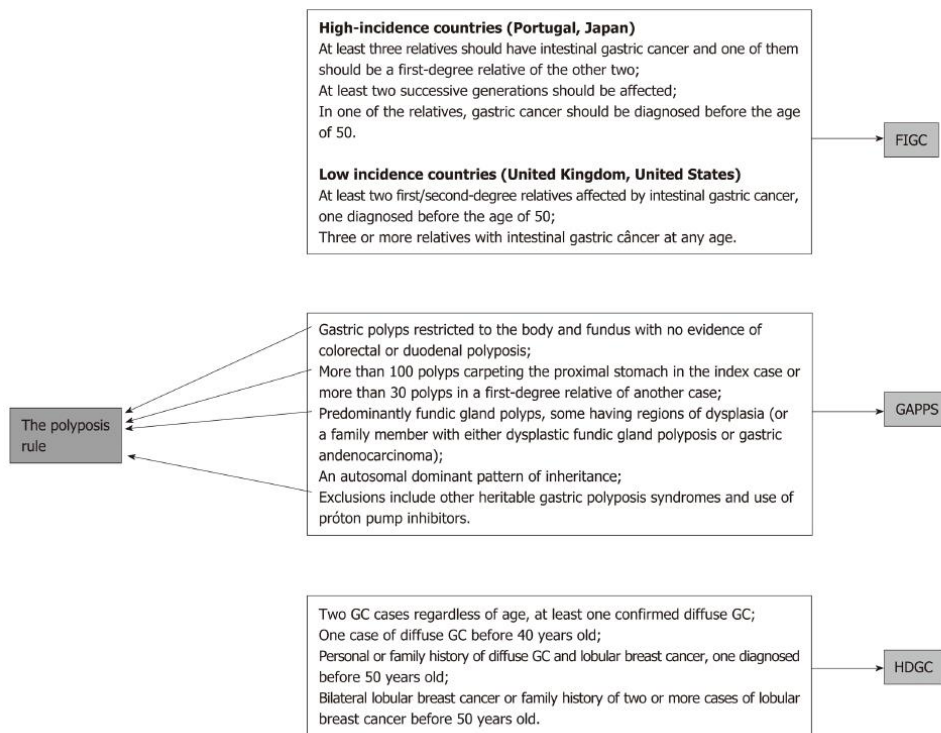 High-incidence countries (Portugal, Japan)
At least three relatives should have intestinal gastric cancer and one of them
should be a first-degree relative of the other two;
At least two successive generations should be affected;
In one of the relatives, gastric cancer should be diagnosed before the age
of 50.
FIGC
Low incidence countries (United Kingdom, United States)
At least two first/second-degree relatives affected by intestinal gastric cancer,
one diagnosed before the age of 50;
Three or more relatives with intestinal gastric câncer at any age.
The polyposis
rule
Gastric polyps restricted to the body and fundus with no evidence of
colorectal or duodenal polyposis;
More than 100 polyps carpeting the proximal stomach in the index case or
more than 30 polyps in a first-degree relative of another case;
Predominantly fundic gland polyps, some having regions of dysplasia (or
a family member with either dysplastic fundic gland polyposis or gastric
andenocarcinoma);
An autosomal dominant pattern of inheritance;
Exclusions include other heritable gastric polyposis syndromes and use of
próton pump inhibitors.
GAPPS
Two GC cases regardless of age, at least one confirmed diffuse GC;
One case of diffuse GC before 40 years old;
Personal or family history of diffuse GC and lobular breast cancer, one diagnosed
before 50 years old;
Bilateral lobular breast cancer or family history of two or more cases of lobular
breast cancer before 50 years old.
HDGC